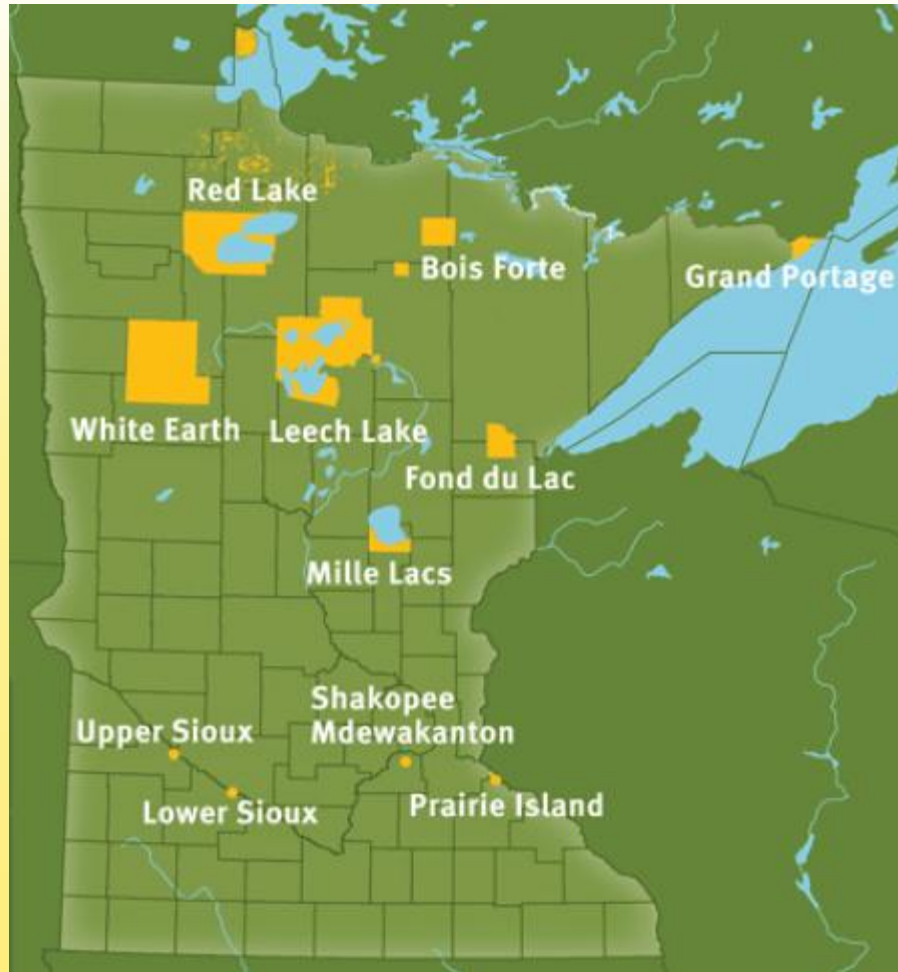 Red Lake
Bois Forte
Grand Portage
White Earth
Leech Lake
Fond du Lac
Mille Lacs
Shakopee
Mdewakanton
Upper Sioux
Lower Sioux
Prairie Island